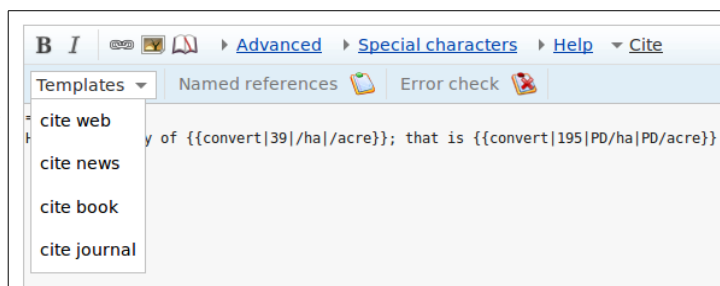 B I Advanced Special characters Help Cite
Templates Named references Error check
cite web
y of {{convert|39|/ha|/acre}}; that is {{convert|195|PD/ha|PD/acre}}
cite news
cite book
cite journal